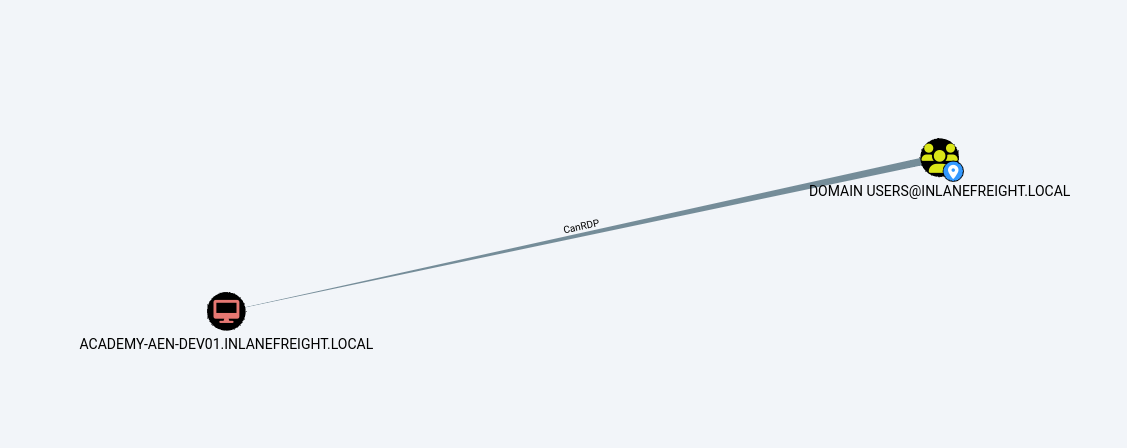 DOMAIN USERS@INLANEFREIGHT.LOCAL
CanRDP
ACADEMY-AEN-DEV01.INLANEFREIGHT.LOCAL